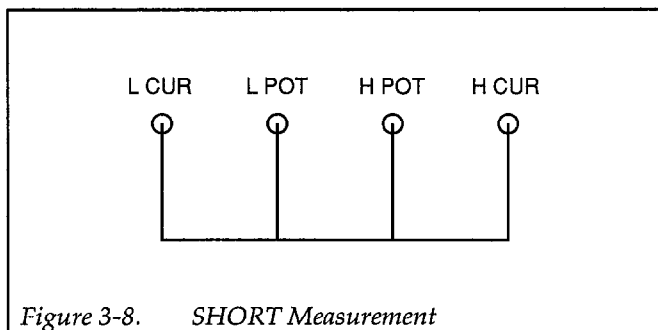 L CUR L POT H POT H CUR
Figure 3-8. SHORT Measurement